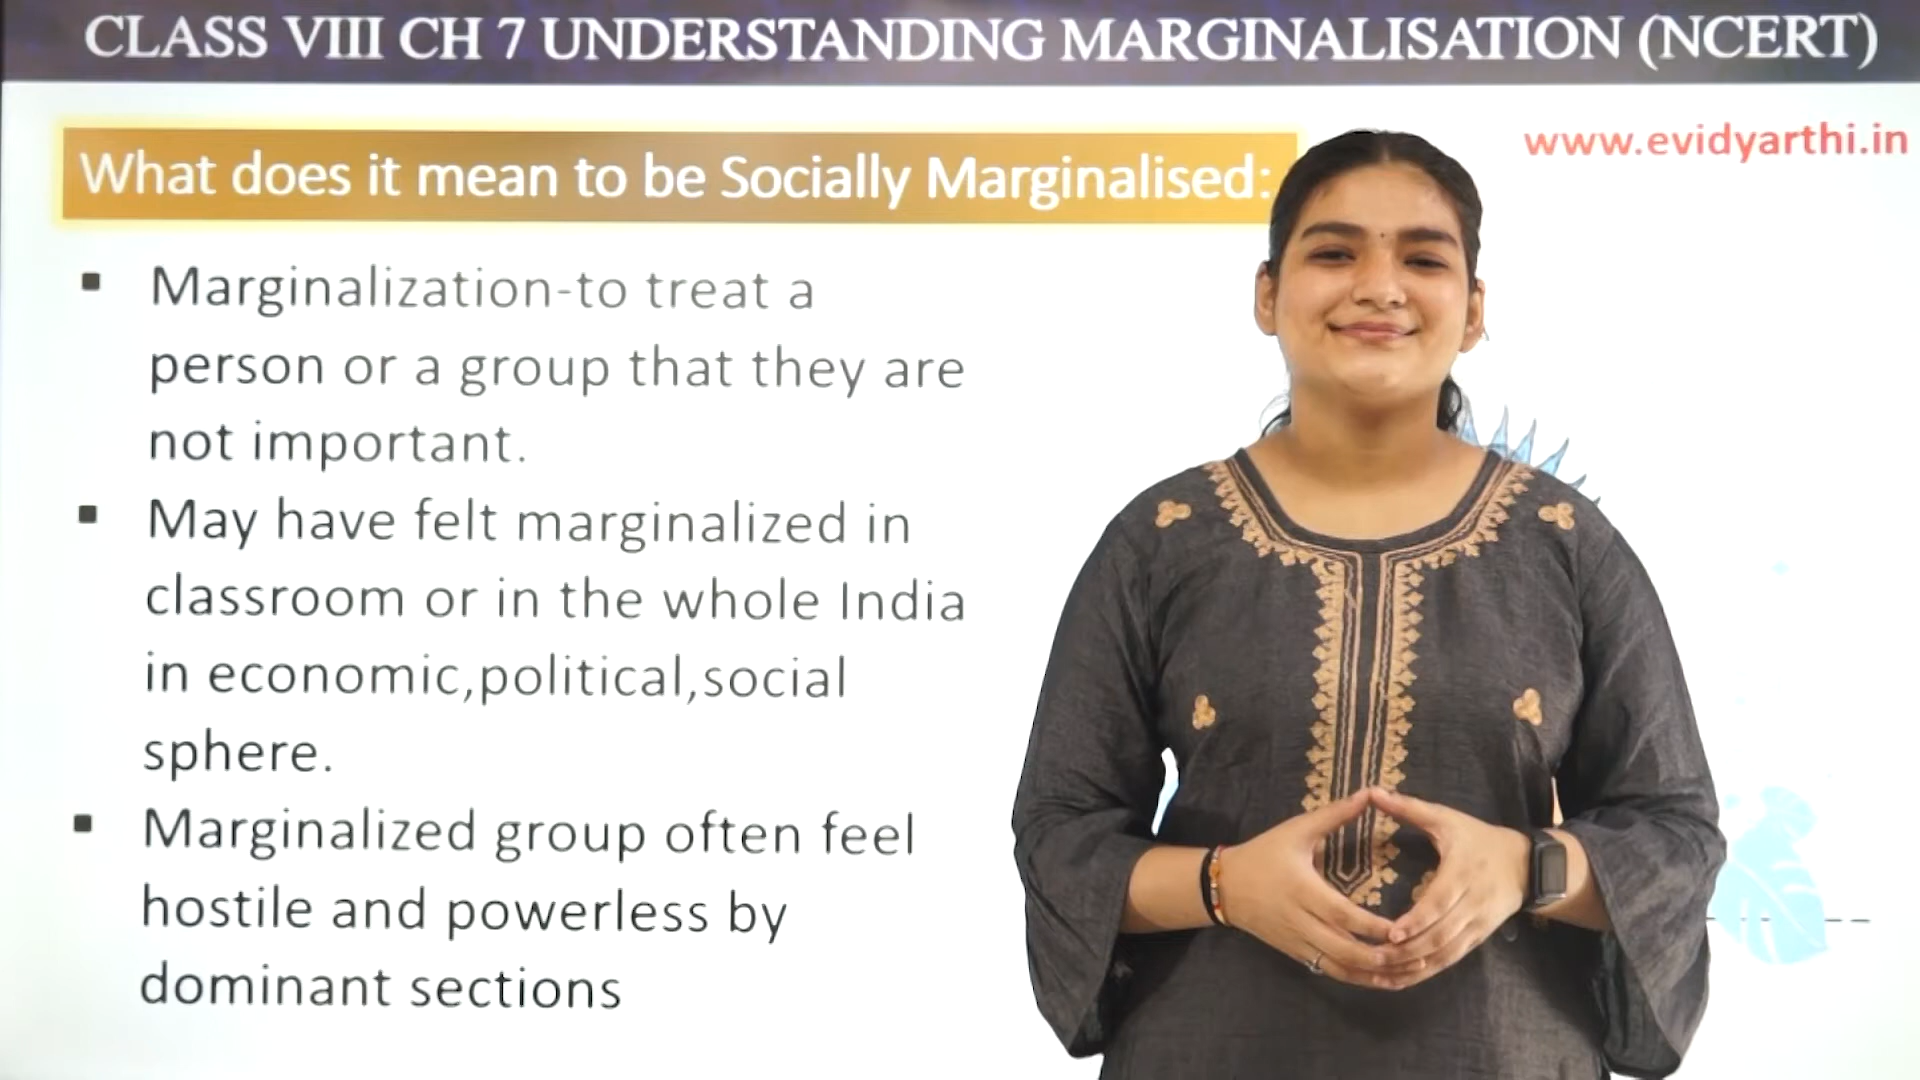 CLASS VIII CH 7 UNDERSTANDING MARGINALISATION (NCERT)
www.evidyarthi.in
What does it mean to be Socially Marginalised:
▪ Marginalization-to treat a
person or a group that they are
not important.
▪ May have felt marginalized in
classroom or in the whole India
in economic,political,social
sphere.
▪ Marginalized group often feel
hostile and powerless by
dominant sections